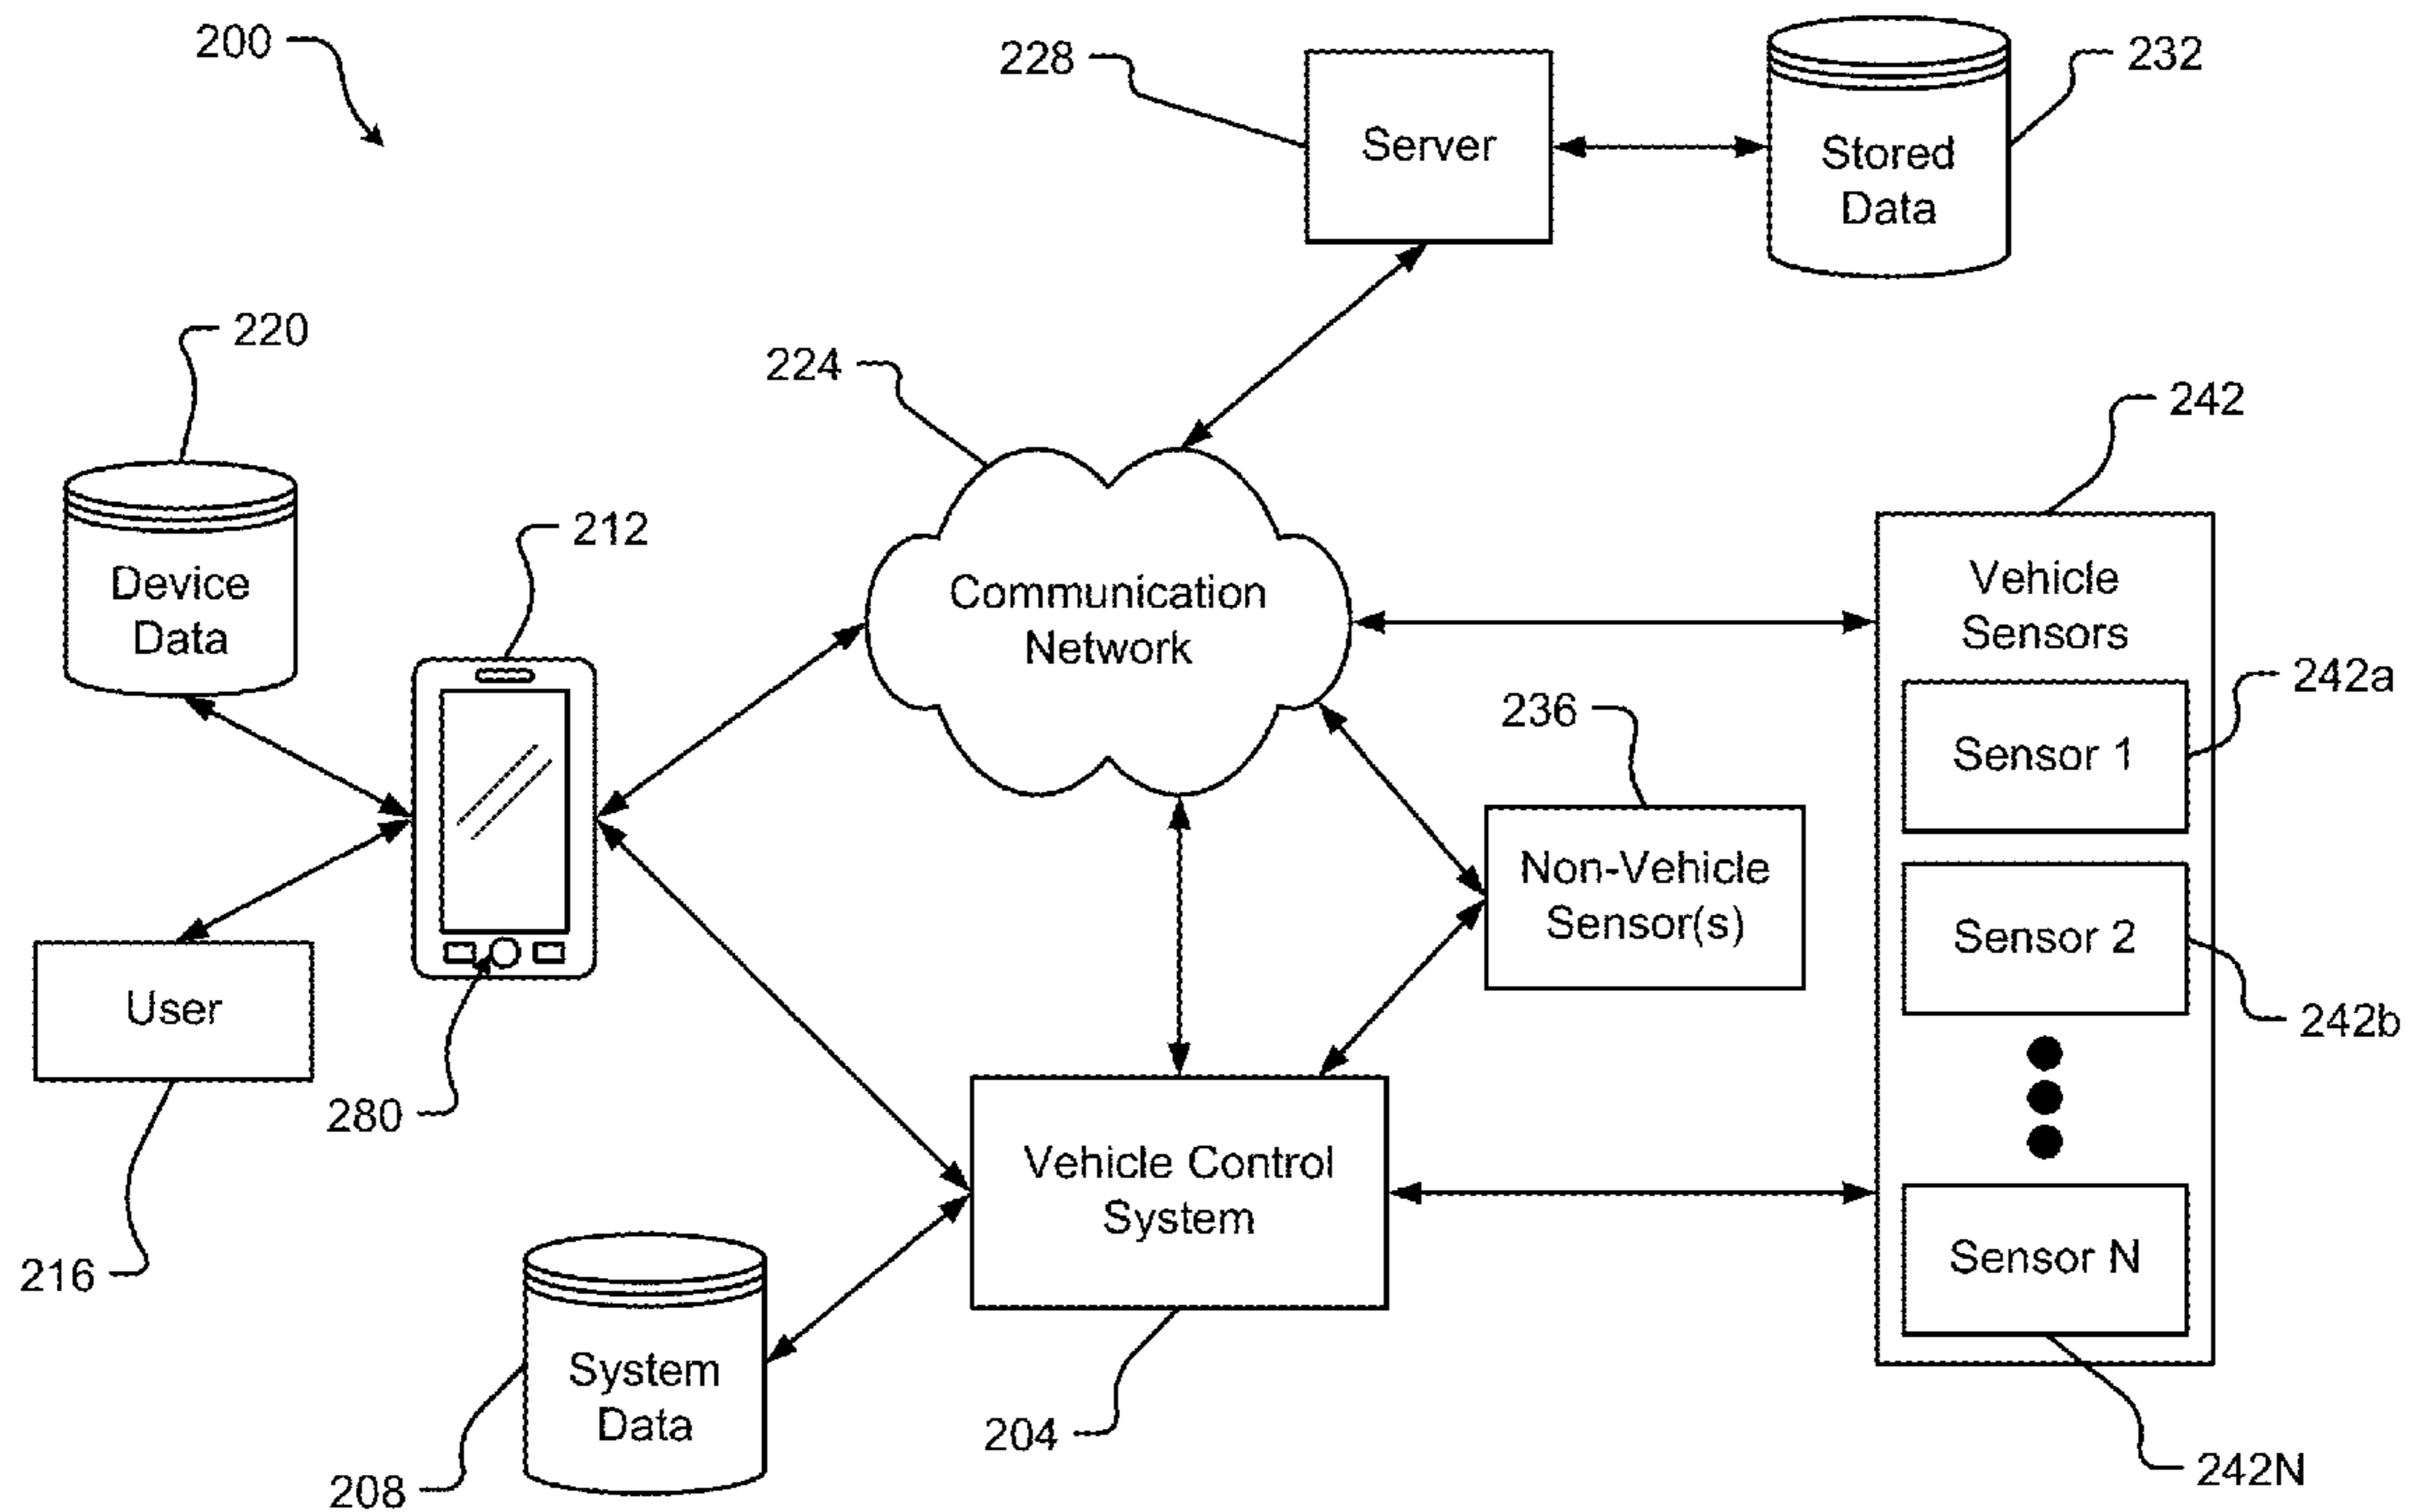 200
228
232
Server
Stored
Data
220
224
242
212
Device
Data
Communication
Network
Vehicle
Sensors
242a
236
Sensor 1
Non-Vehicle
Sensor(s)
Sensor 2
User
242b
280
Vehicle Control
System
216
Sensor N
System
Data
204
208
242N